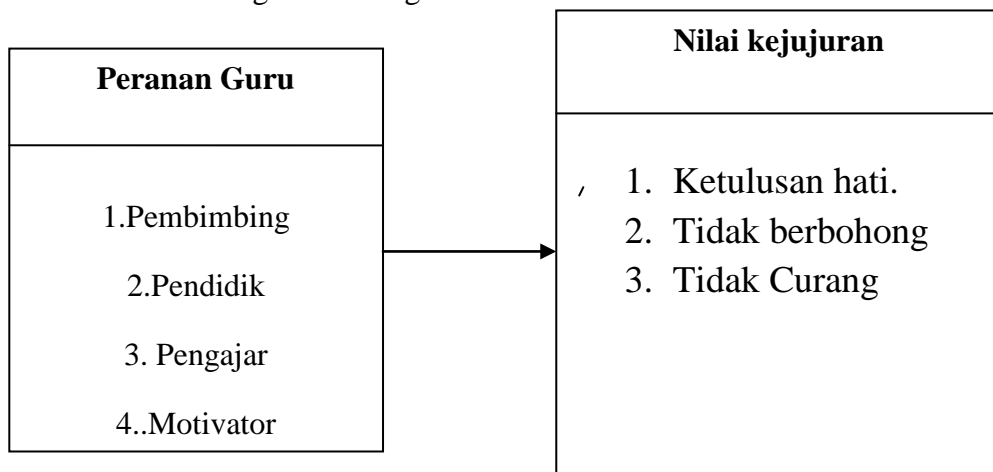 Peranan Guru
1.Pembimbing
2.Pendidik
3. Pengajar
4..Motivator
Nilai kejujuran
1. Ketulusan hati.
2. Tidak berbohong
3. Tidak Curang